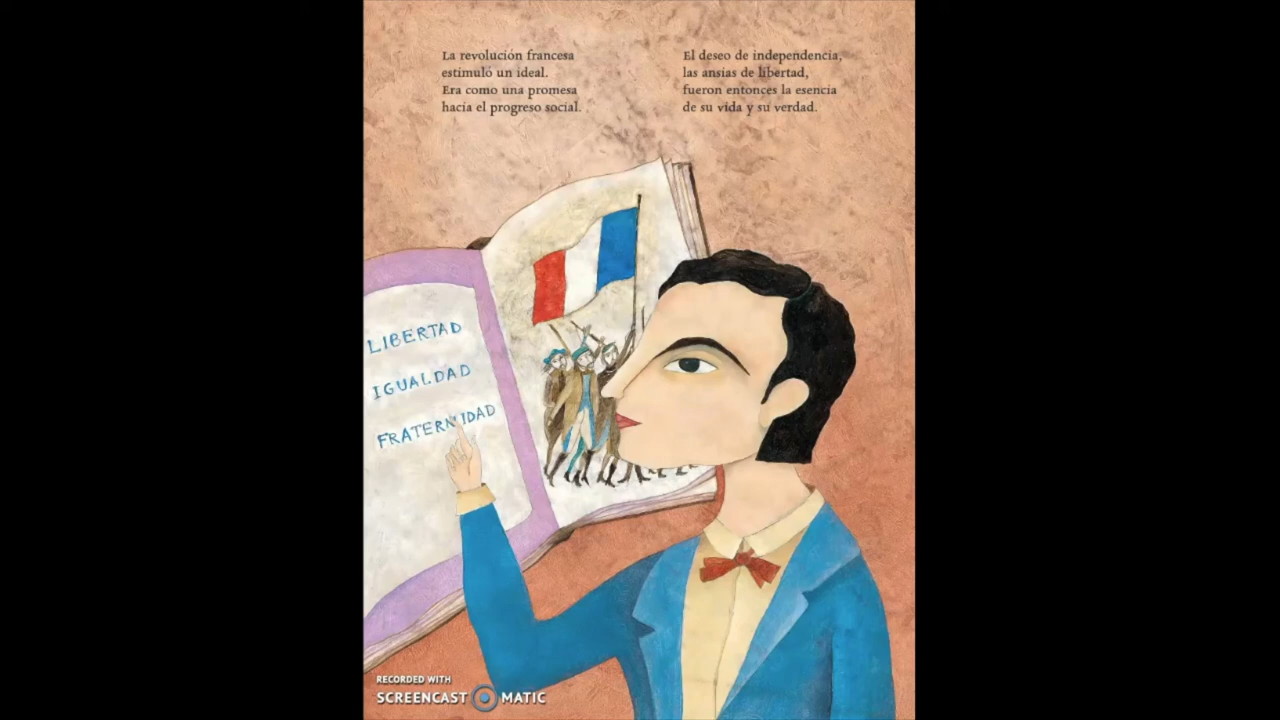 La revolución francesa
estimuló un ideal.
Era como una promesa
hacia el progreso social.
El deseo de independencia,
las ansias de libertad,
fueron entonces la esencia
de su vida y su verdad.
LIBERTAD
IGUALDAD
FRATERNIDAD
RECORDED WITH
SCREENCAST MATIC